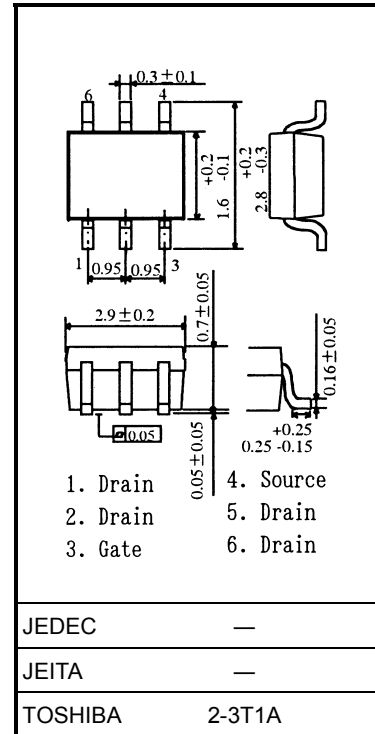 0.3±0.1
6 4
+0.2
1.6 -0.1
+0.2
2.8 -0.3
1 0.95 0.95 3
2.9±0.2
0.7±0.05
0.16±0.05
0.05
0.05±0.05
+0.25
0.25 -0.15
1. Drain
2. Drain
3. Gate
4. Source
5. Drain
6. Drain
JEDEC —
JEITA —
TOSHIBA 2-3T1A